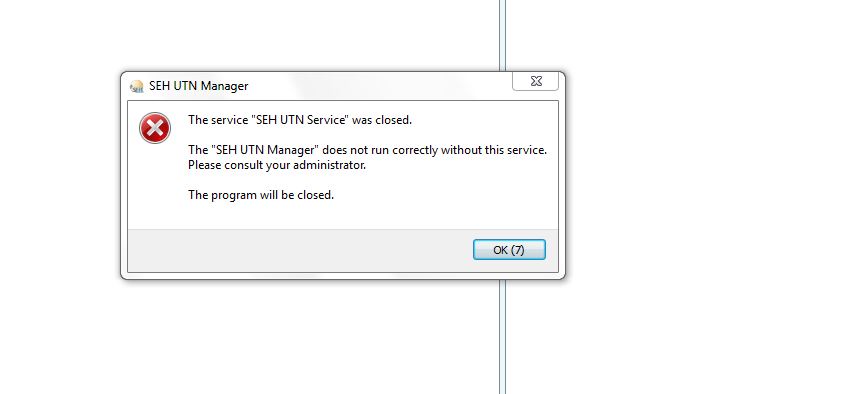 SEH UTN Manager
The service "SEH UTN Service" was closed.
The "SEH UTN Manager" does not run correctly without this service.
Please consult your administrator.
The program will be closed.
OK (7)